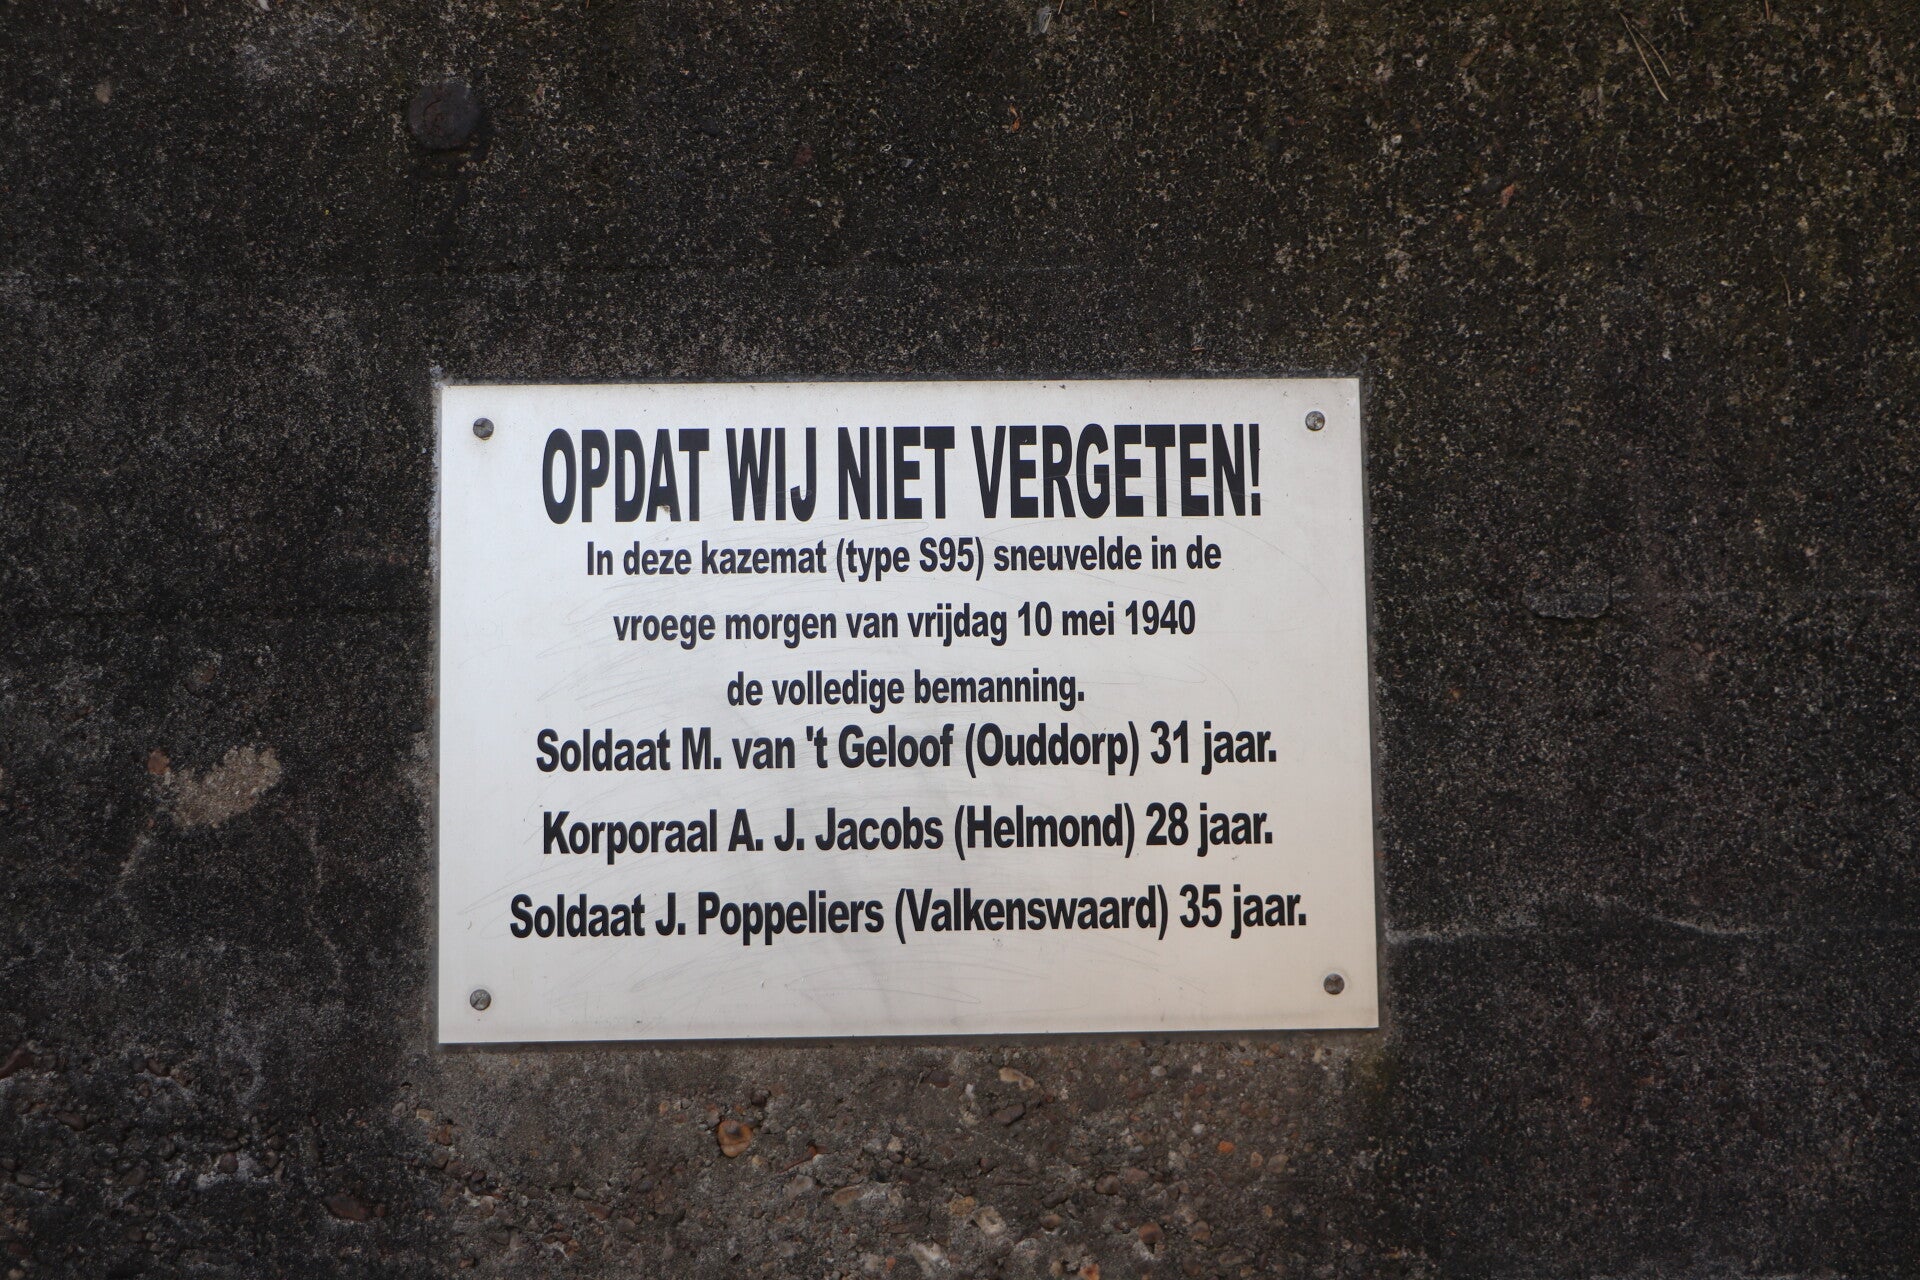 OPDAT WIJ NIET VERGETEN!
In deze kazemat (type S95) sneuvelde in de
vroege morgen van vrijdag 10 mei 1940
de volledige bemanning.
Soldaat M. van 't Geloof (Ouddorp) 31 jaar.
Korporaal A. J. Jacobs (Helmond) 28 jaar.
Soldaat J. Poppeliers (Valkenswaard) 35 jaar.